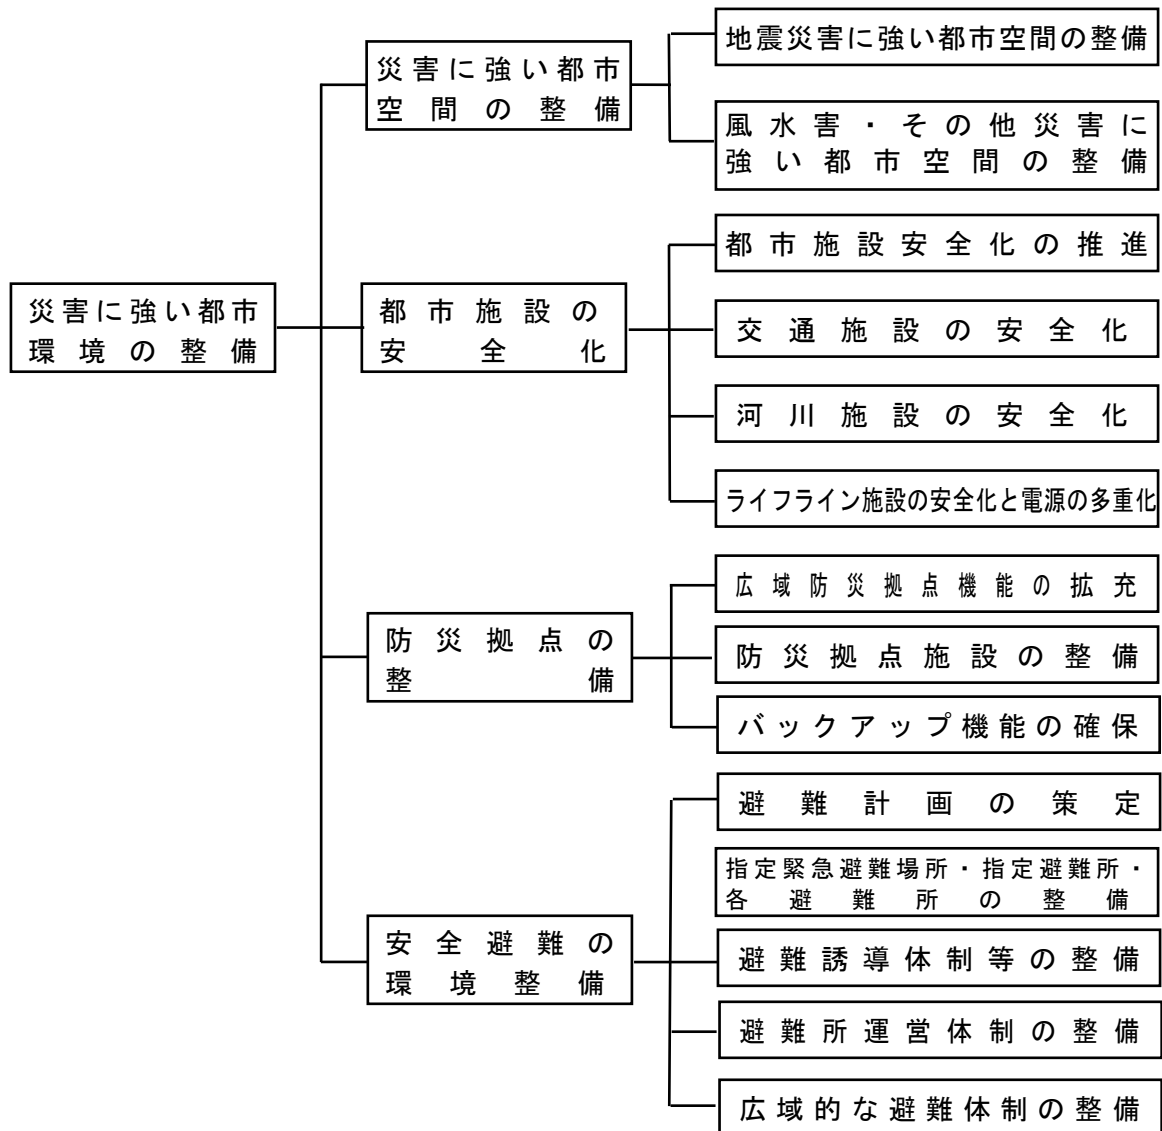 災害に強い都市
環境の整備
災害に強い都市
空間の整備
地震災害に強い都市空間の整備
風水害・その他災害に
強い都市空間の整備
都市施設の
安全化
都市施設安全化の推進
交通施設の安全化
河川施設の安全化
ライフライン施設の安全化と電源の多重化
防災拠点の
整備
広域防災拠点機能の拡充
防災拠点施設の整備
バックアップ機能の確保
安全避難の
環境整備
避難計画の策定
指定緊急避難場所・指定避難所・
各避難所の整備
避難誘導体制等の整備
避難所運営体制の整備
広域的な避難体制の整備